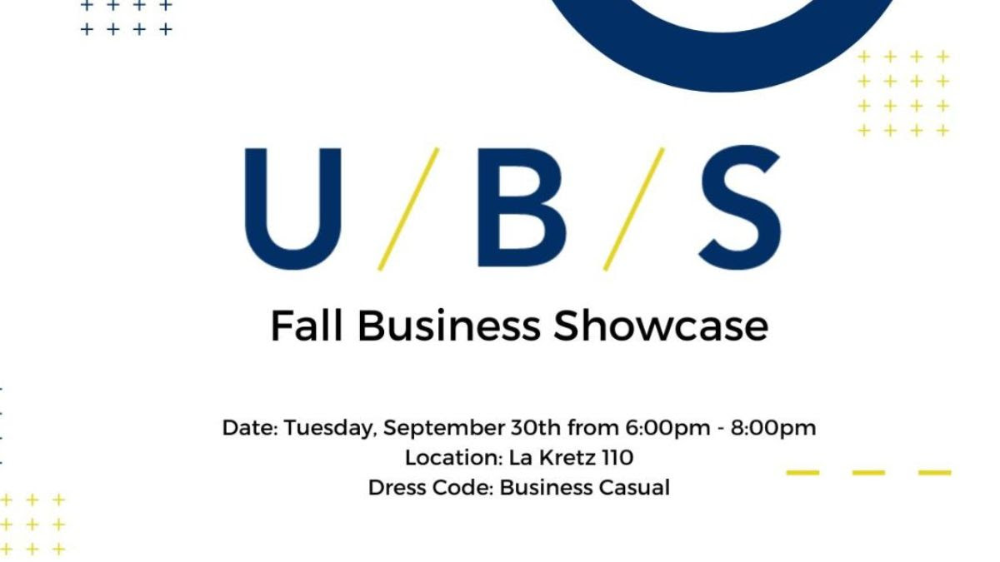 U/B/S
Fall Business Showcase
Date: Tuesday, September 30th from 6:00pm - 8:00pm
Location: La Kretz 110
Dress Code: Business Casual